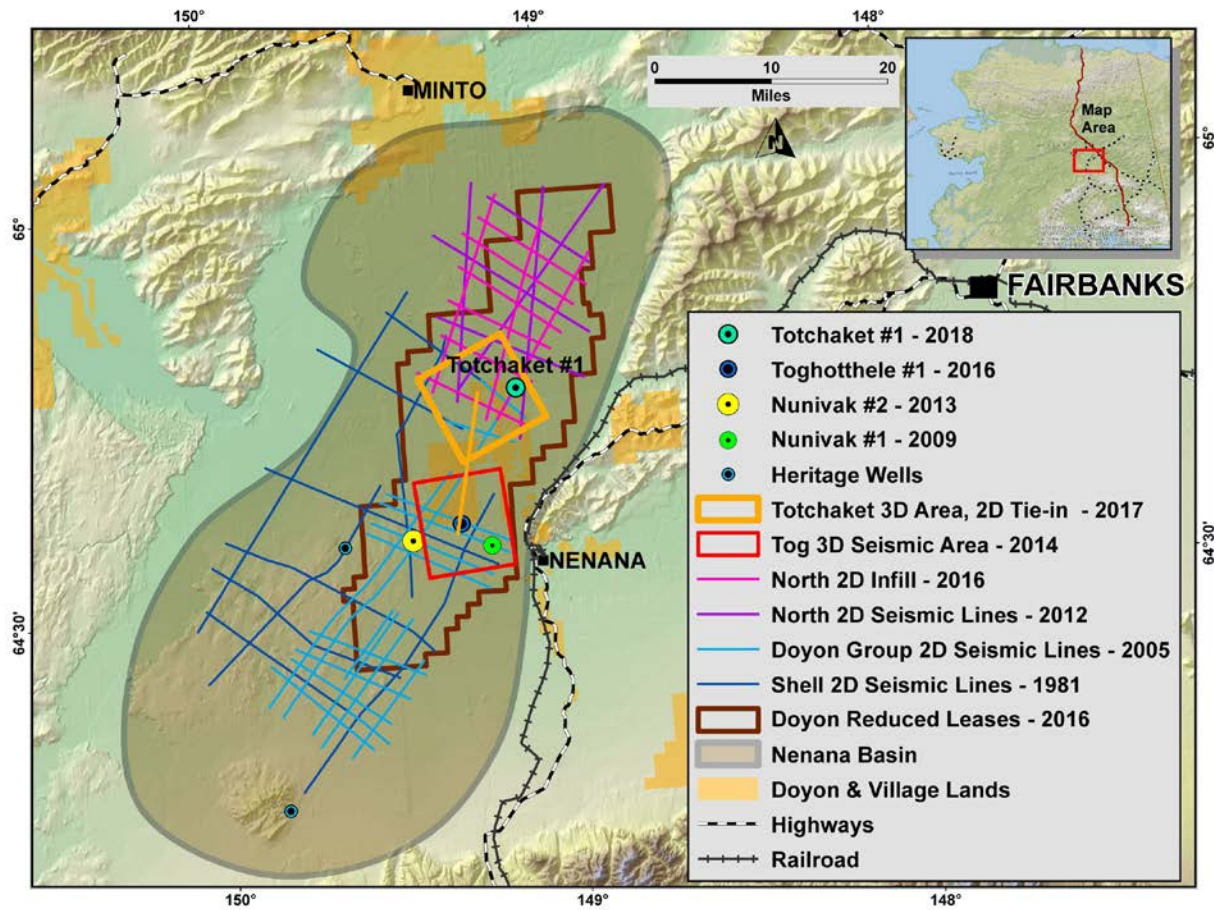 150°
149°
148°
0 10 20
Miles
MINTO
N
Map
Area
65°
65°
FAIRBANKS
Totchaket #1
NENANA
64°30
64°30
Totchaket #1 - 2018
Toghotthele #1 - 2016
Nunivak #2 - 2013
Nunivak #1 - 2009
Heritage Wells
Totchaket 3D Area, 2D Tie-in - 2017
Tog 3D Seismic Area - 2014
North 2D Infill - 2016
North 2D Seismic Lines - 2012
Doyon Group 2D Seismic Lines - 2005
Shell 2D Seismic Lines - 1981
Doyon Reduced Leases - 2016
Nenana Basin
Doyon & Village Lands
Highways
Railroad
150°
149°
148°